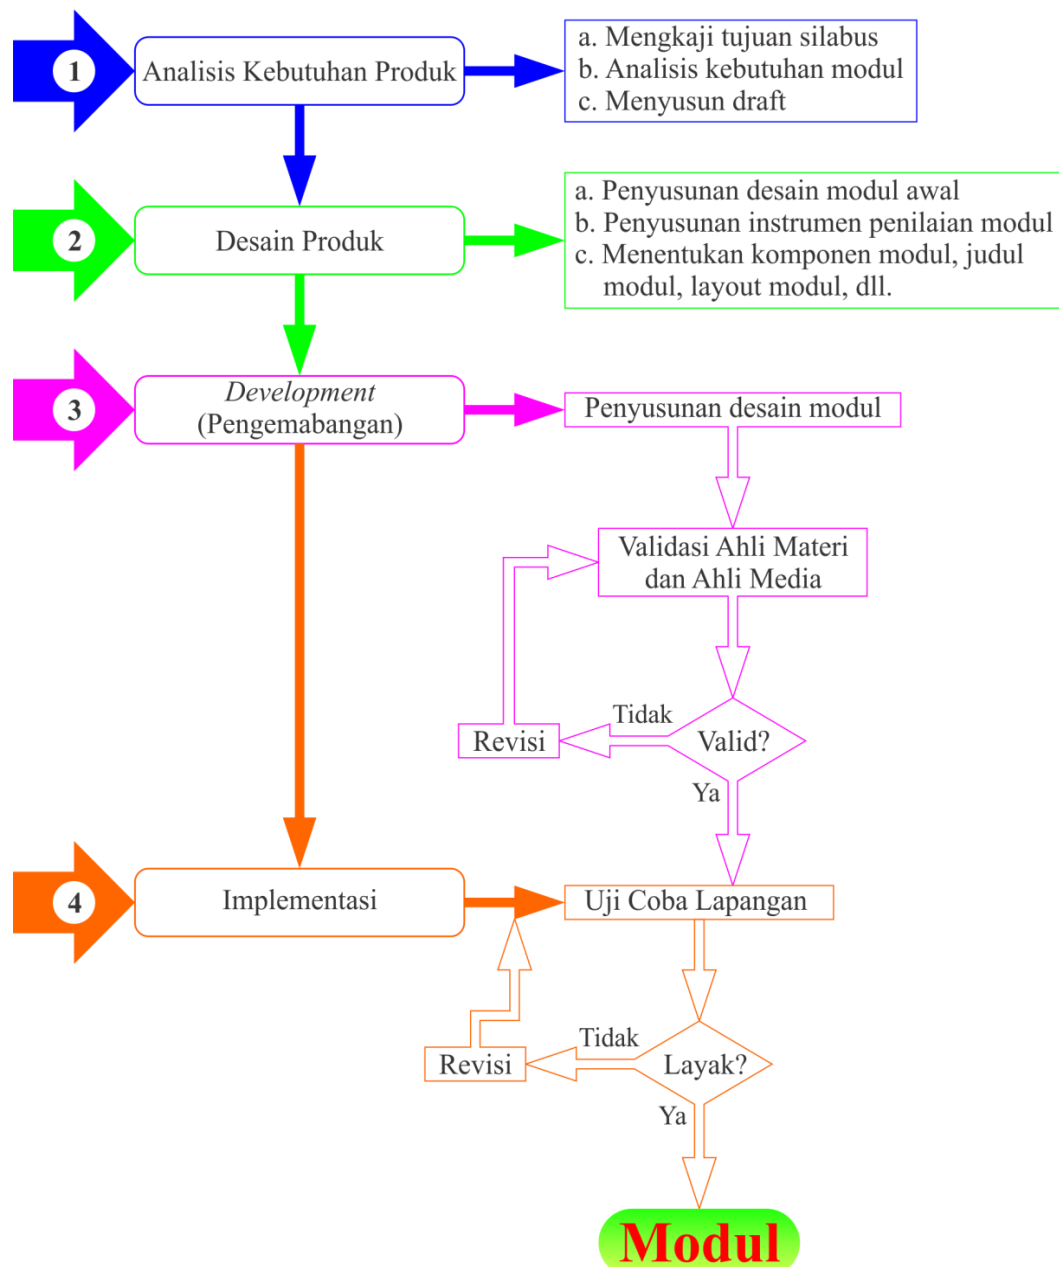 1
Analisis Kebutuhan Produk
a. Mengkaji tujuan silabus
b. Analisis kebutuhan modul
c. Menyusun draft
2
Desain Produk
a. Penyusunan desain modul awal
b. Penyusunan instrumen penilaian modul
c. Menentukan komponen modul, judul
modul, layout modul, dll.
3
Development
(Pengemabangan)
Penyusunan desain modul
Validasi Ahli Materi
dan Ahli Media
Tidak
Revisi
Valid?
Ya
4
Implementasi
Uji Coba Lapangan
Tidak
Revisi
Layak?
Ya
Modul